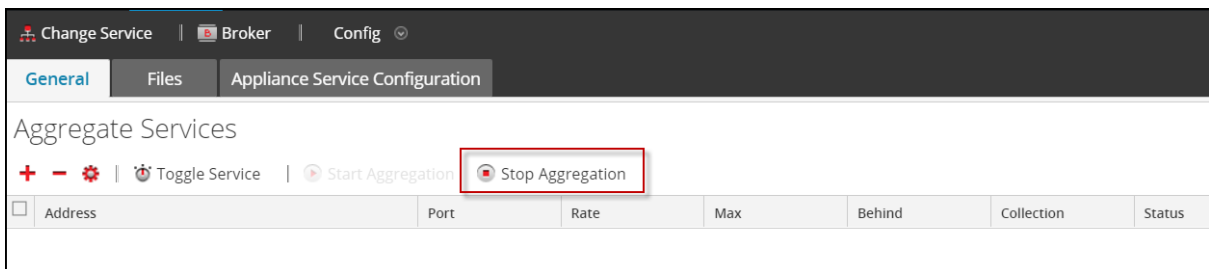 Change Service | B Broker | Config
General Files Appliance Service Configuration
Aggregate Services
Toggle Service | Start Aggregation Stop Aggregation
Address Port Rate Max Behind Collection Status